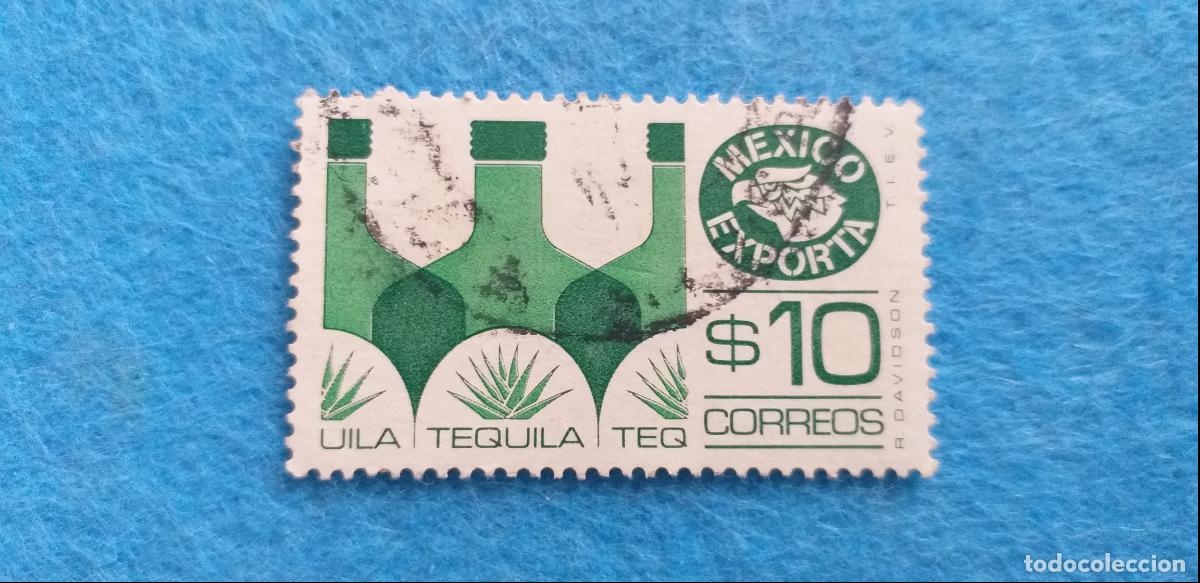 MEXICO
EXPORTA
$10
CORREOS
UILA TEQUILA TEQ
R. DAVIDSON T.I.E.V.
todocoleccion